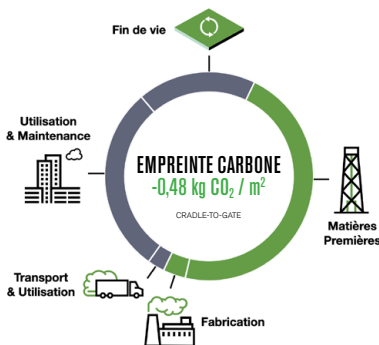 Fin de vie
Utilisation
& Maintenance
EMPREINTE CARBONE
-0,48 kg CO₂ / m²
CRADLE-TO-GATE
Matières
Premières
Transport
& Utilisation
Fabrication